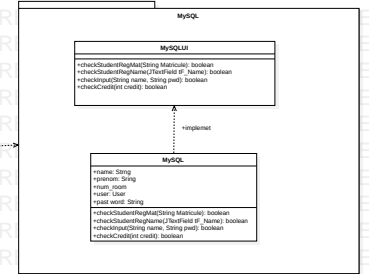 MySQL
MySQLUI
+checkStudentRegMat(String Matricule): boolean
+checkStudentRegName(JTextField tF_Name): boolean
+checkInput(String name, String pwd): boolean
+checkCredit(int credit): boolean
+implemet
MySQL
+name: Strng
+prenom: Sring
+num_room
+user: User
+past word: String
+checkStudentRegMat(String Matricule): boolean
+checkStudentRegName(JTextField tF_Name): boolean
+checkInput(String name, String pwd): boolean
+checkCredit(int credit): boolean